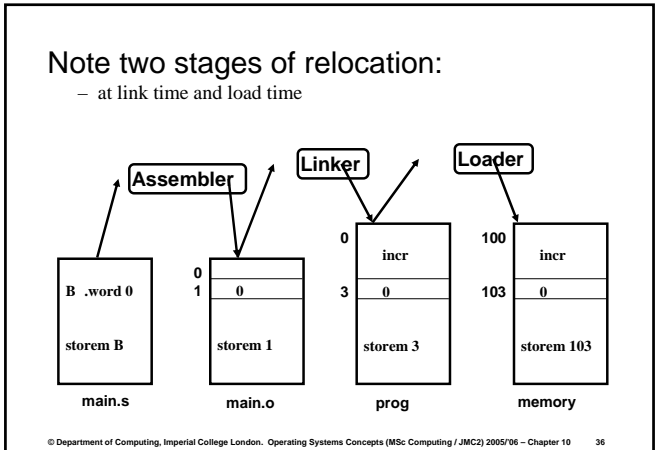 Note two stages of relocation:
– at link time and load time
Assembler
Linker
Loader
B .word 0
storem B
main.s
0
1 0
storem 1
main.o
0
incr
3 0
storem 3
prog
100
incr
103 0
storem 103
memory
© Department of Computing, Imperial College London. Operating Systems Concepts (MSc Computing / JMC2) 2005/'06 – Chapter 10 36